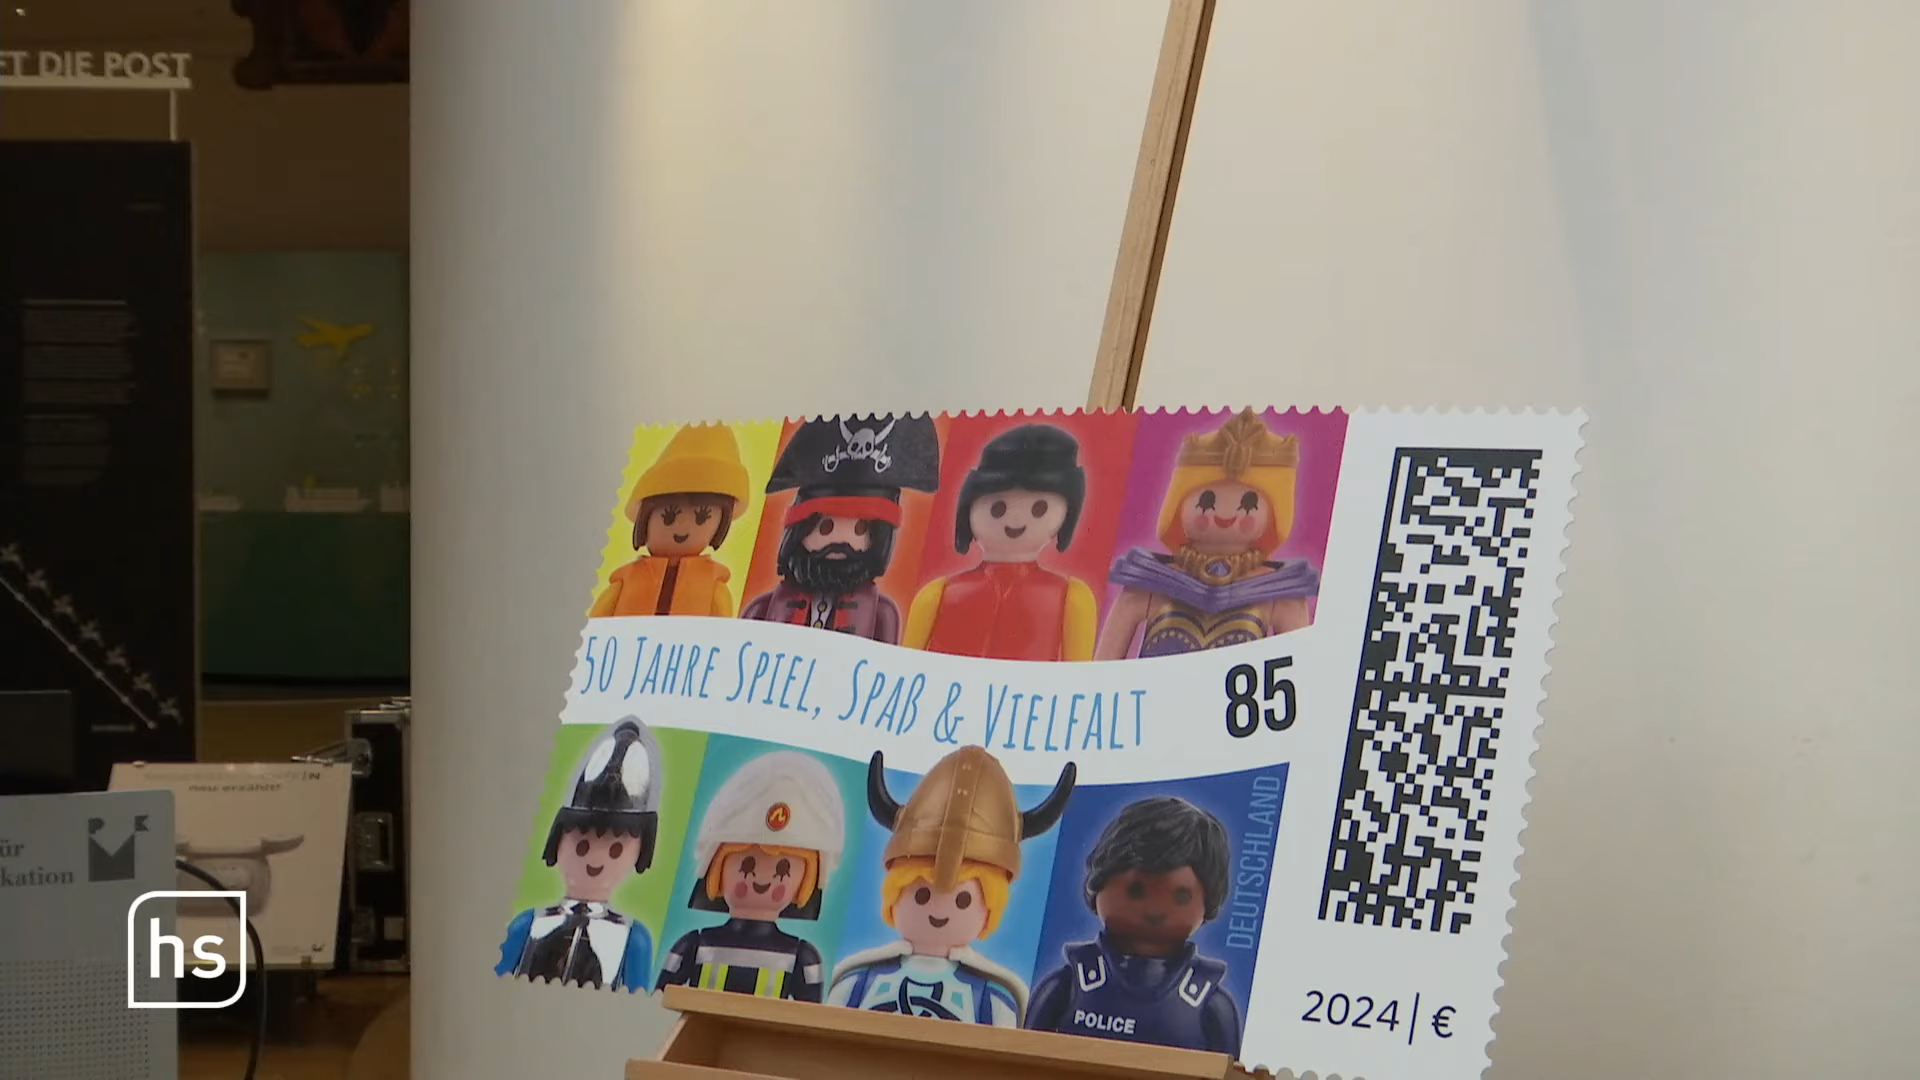 FT DIE POST
50 JAHRE SPIEL, SPAß & VIELFALT
85
DEUTSCHLAND
POLICE
2024 | €
neu erzählt
P K
ür
kation
hs